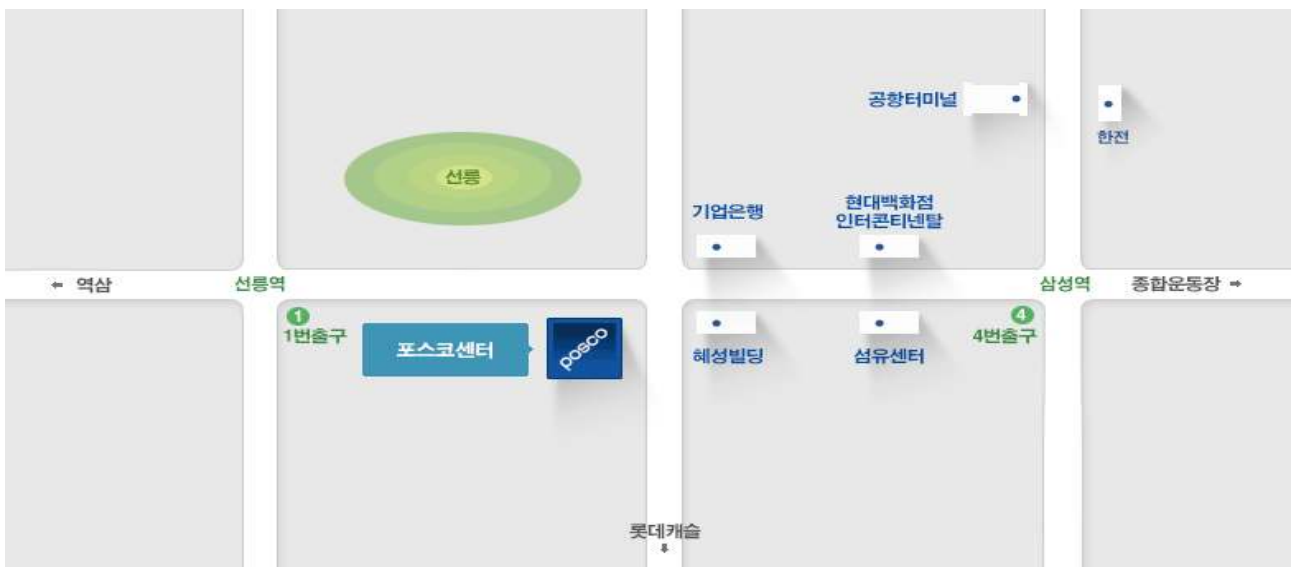 공항터미널
한전
선릉
기업은행
현대백화점
인터콘티넨탈
← 역삼
선릉역
삼성역
종합운동장 →
1
1번출구
포스코센터
posco
혜성빌딩
섬유센터
4
4번출구
롯데캐슬
↓